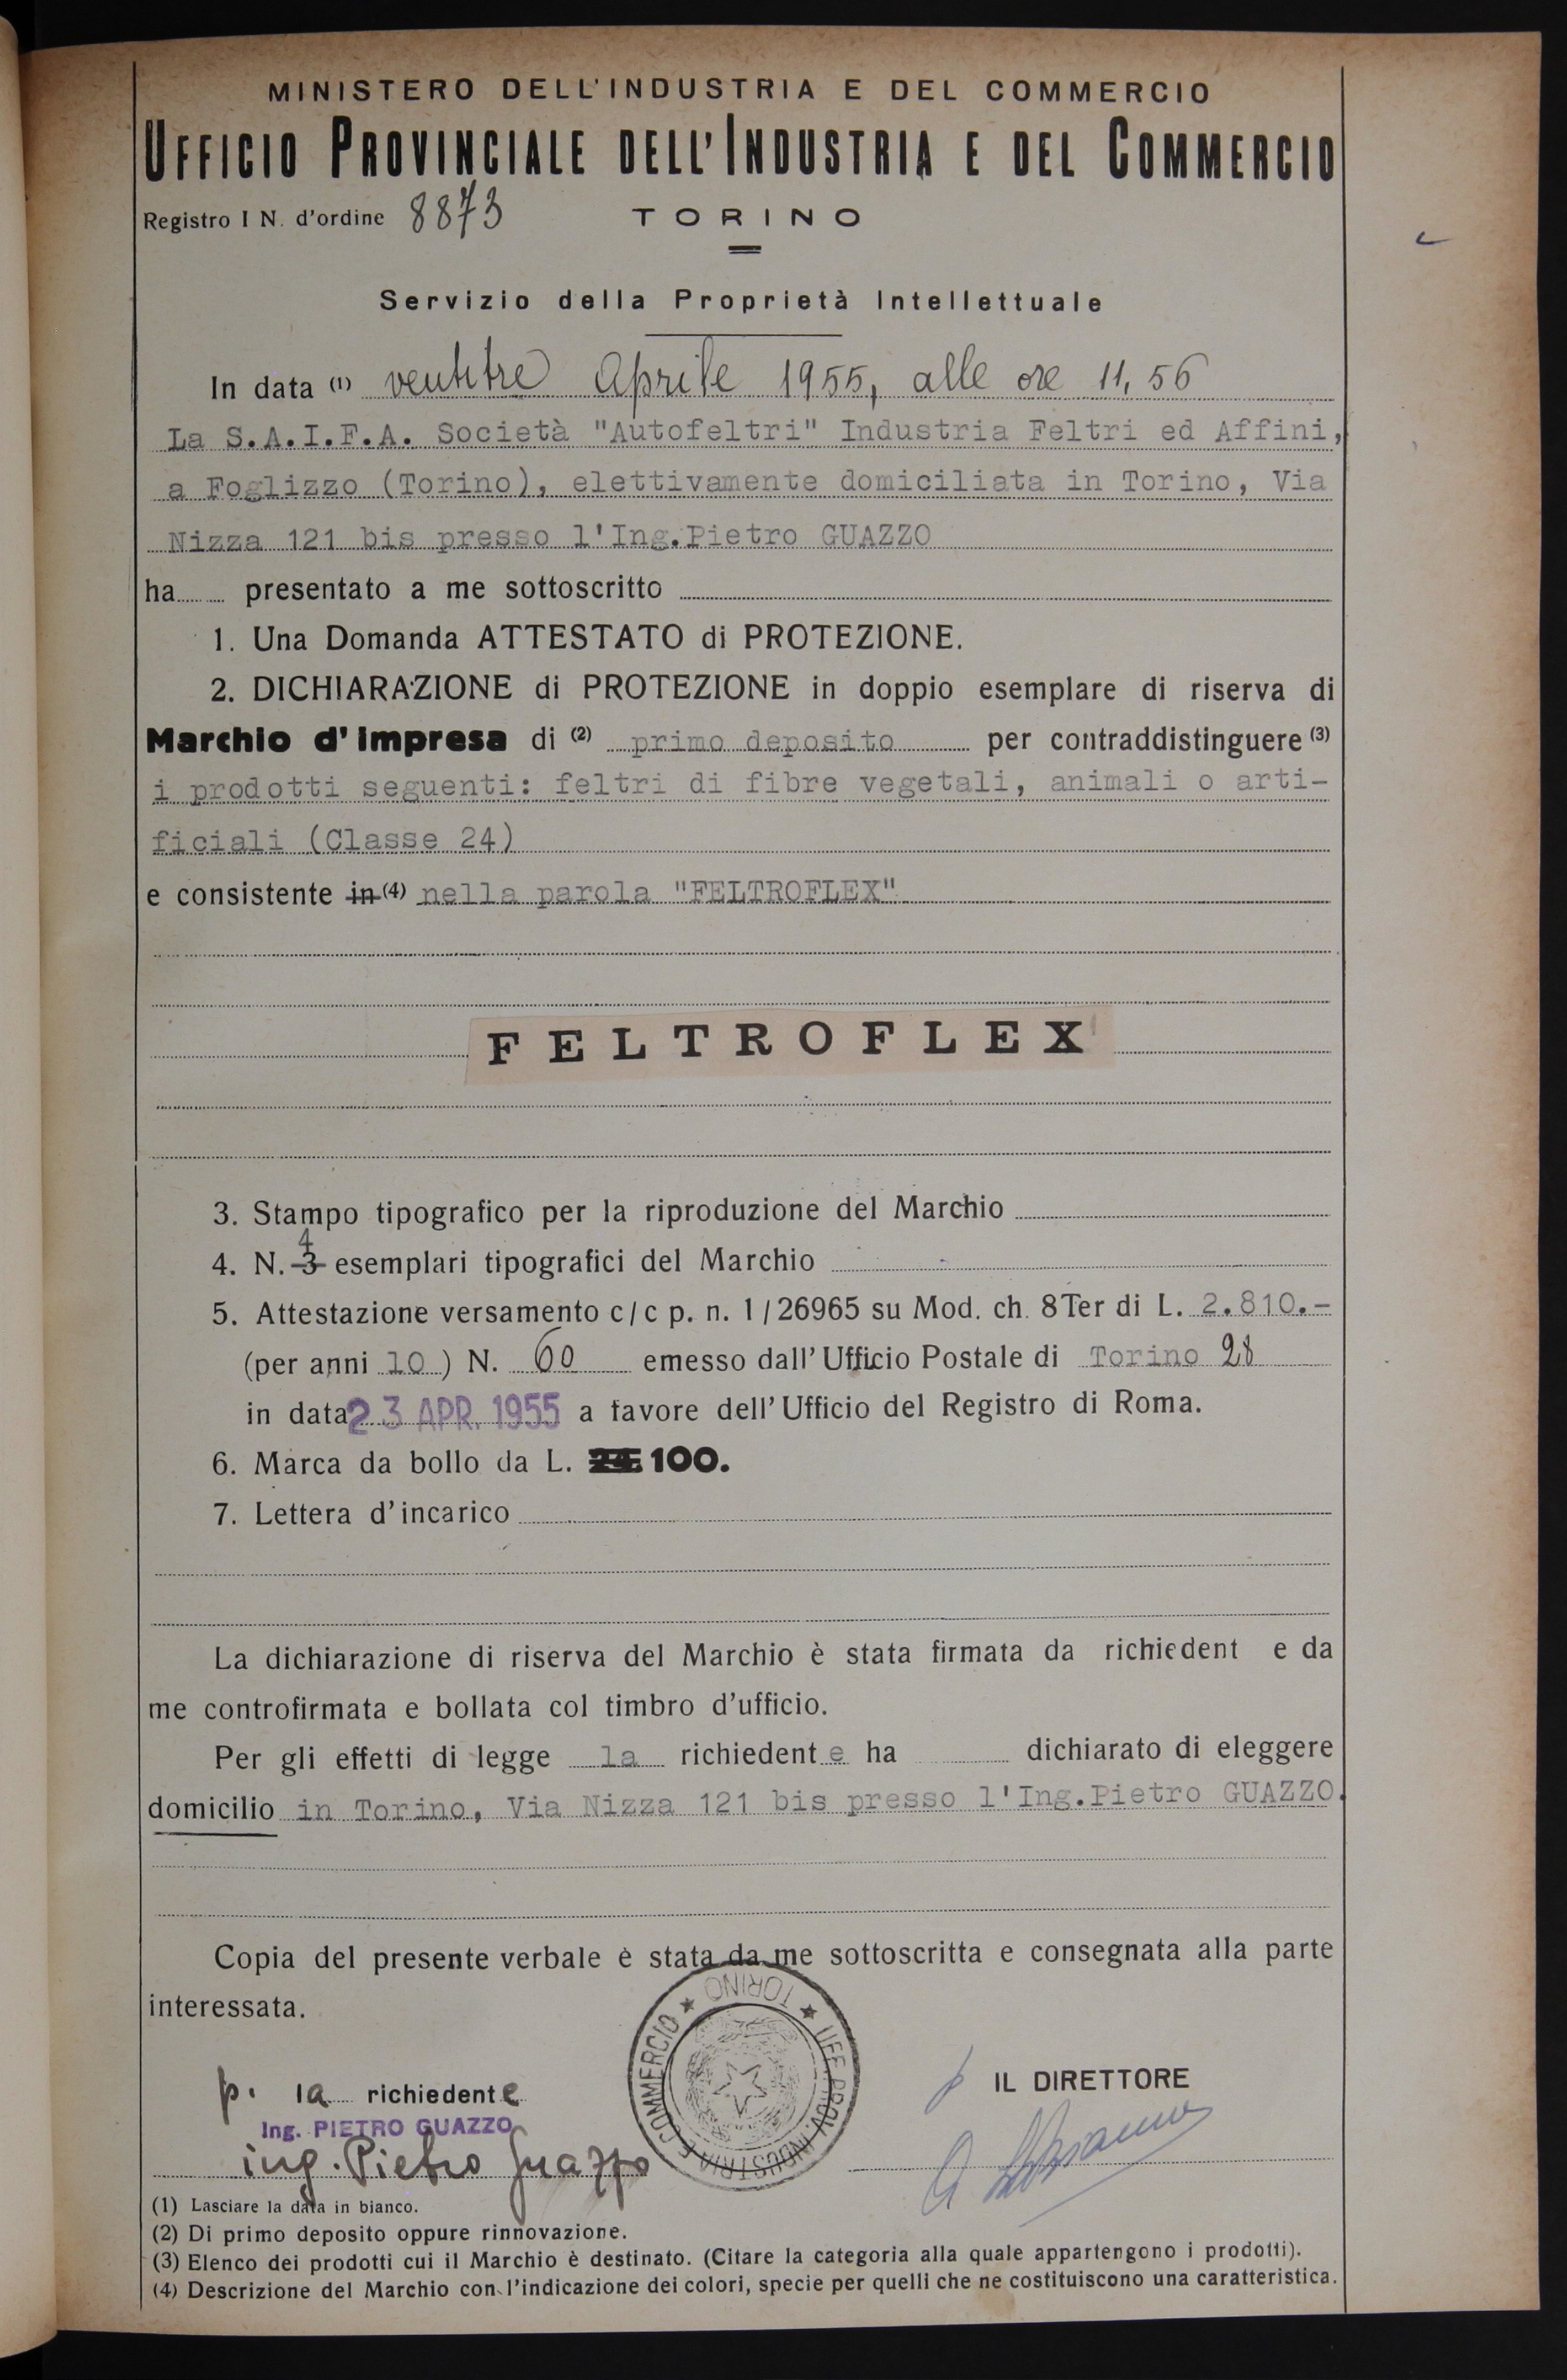 MINISTERO DELL'INDUSTRIA E DEL COMMERCIO
UFFICIO PROVINCIALE DELL'INDUSTRIA E DEL COMMERCIO
Registro I N. d'ordine 8873 TORINO
Servizio della Proprietà Intellettuale
In data (1) ventitre Aprile 1955, alle ore 11,56
La S.A.I.F.A. Società "Autofeltri" Industria Feltri ed Affini,
a Foglizzo (Torino), elettivamente domiciliata in Torino, Via
Nizza 121 bis presso l'Ing.Pietro GUAZZO
ha presentato a me sottoscritto
1. Una Domanda ATTESTATO di PROTEZIONE.
2. DICHIARAZIONE di PROTEZIONE in doppio esemplare di riserva di
Marchio d'impresa di (2) primo deposito per contraddistinguere (3)
i prodotti seguenti: feltri di fibre vegetali, animali o arti-
ficiali (Classe 24)
e consistente in (4) nella parola "FELTROFLEX"
FELTROFLEX
3. Stampo tipografico per la riproduzione del Marchio
4
4. N. 3 esemplari tipografici del Marchio
5. Attestazione versamento c/c p. n. 1/26965 su Mod. ch. 8 Ter di L. 2.810.-
(per anni 10) N. 60 emesso dall'Ufficio Postale di Torino 28
in data 23 APR. 1955 a favore dell'Ufficio del Registro di Roma.
6. Marca da bollo da L. 24. 100.
7. Lettera d'incarico
La dichiarazione di riserva del Marchio è stata firmata da richiedent e da
me controfirmata e bollata col timbro d'ufficio.
Per gli effetti di legge la richiedente ha dichiarato di eleggere
domicilio in Torino, Via Nizza 121 bis presso l'Ing.Pietro GUAZZO.
Copia del presente verbale è stata da me sottoscritta e consegnata alla parte
interessata.
TORINO ★ UFF. PROV. INDUSTRIA E COMMERCIO ★
p. la richiedente IL DIRETTORE
Ing. PIETRO GUAZZO
ing. Pietro Guazzo
(1) Lasciare la data in bianco.
(2) Di primo deposito oppure rinnovazione.
(3) Elenco dei prodotti cui il Marchio è destinato. (Citare la categoria alla quale appartengono i prodotti).
(4) Descrizione del Marchio con l'indicazione dei colori, specie per quelli che ne costituiscono una caratteristica.